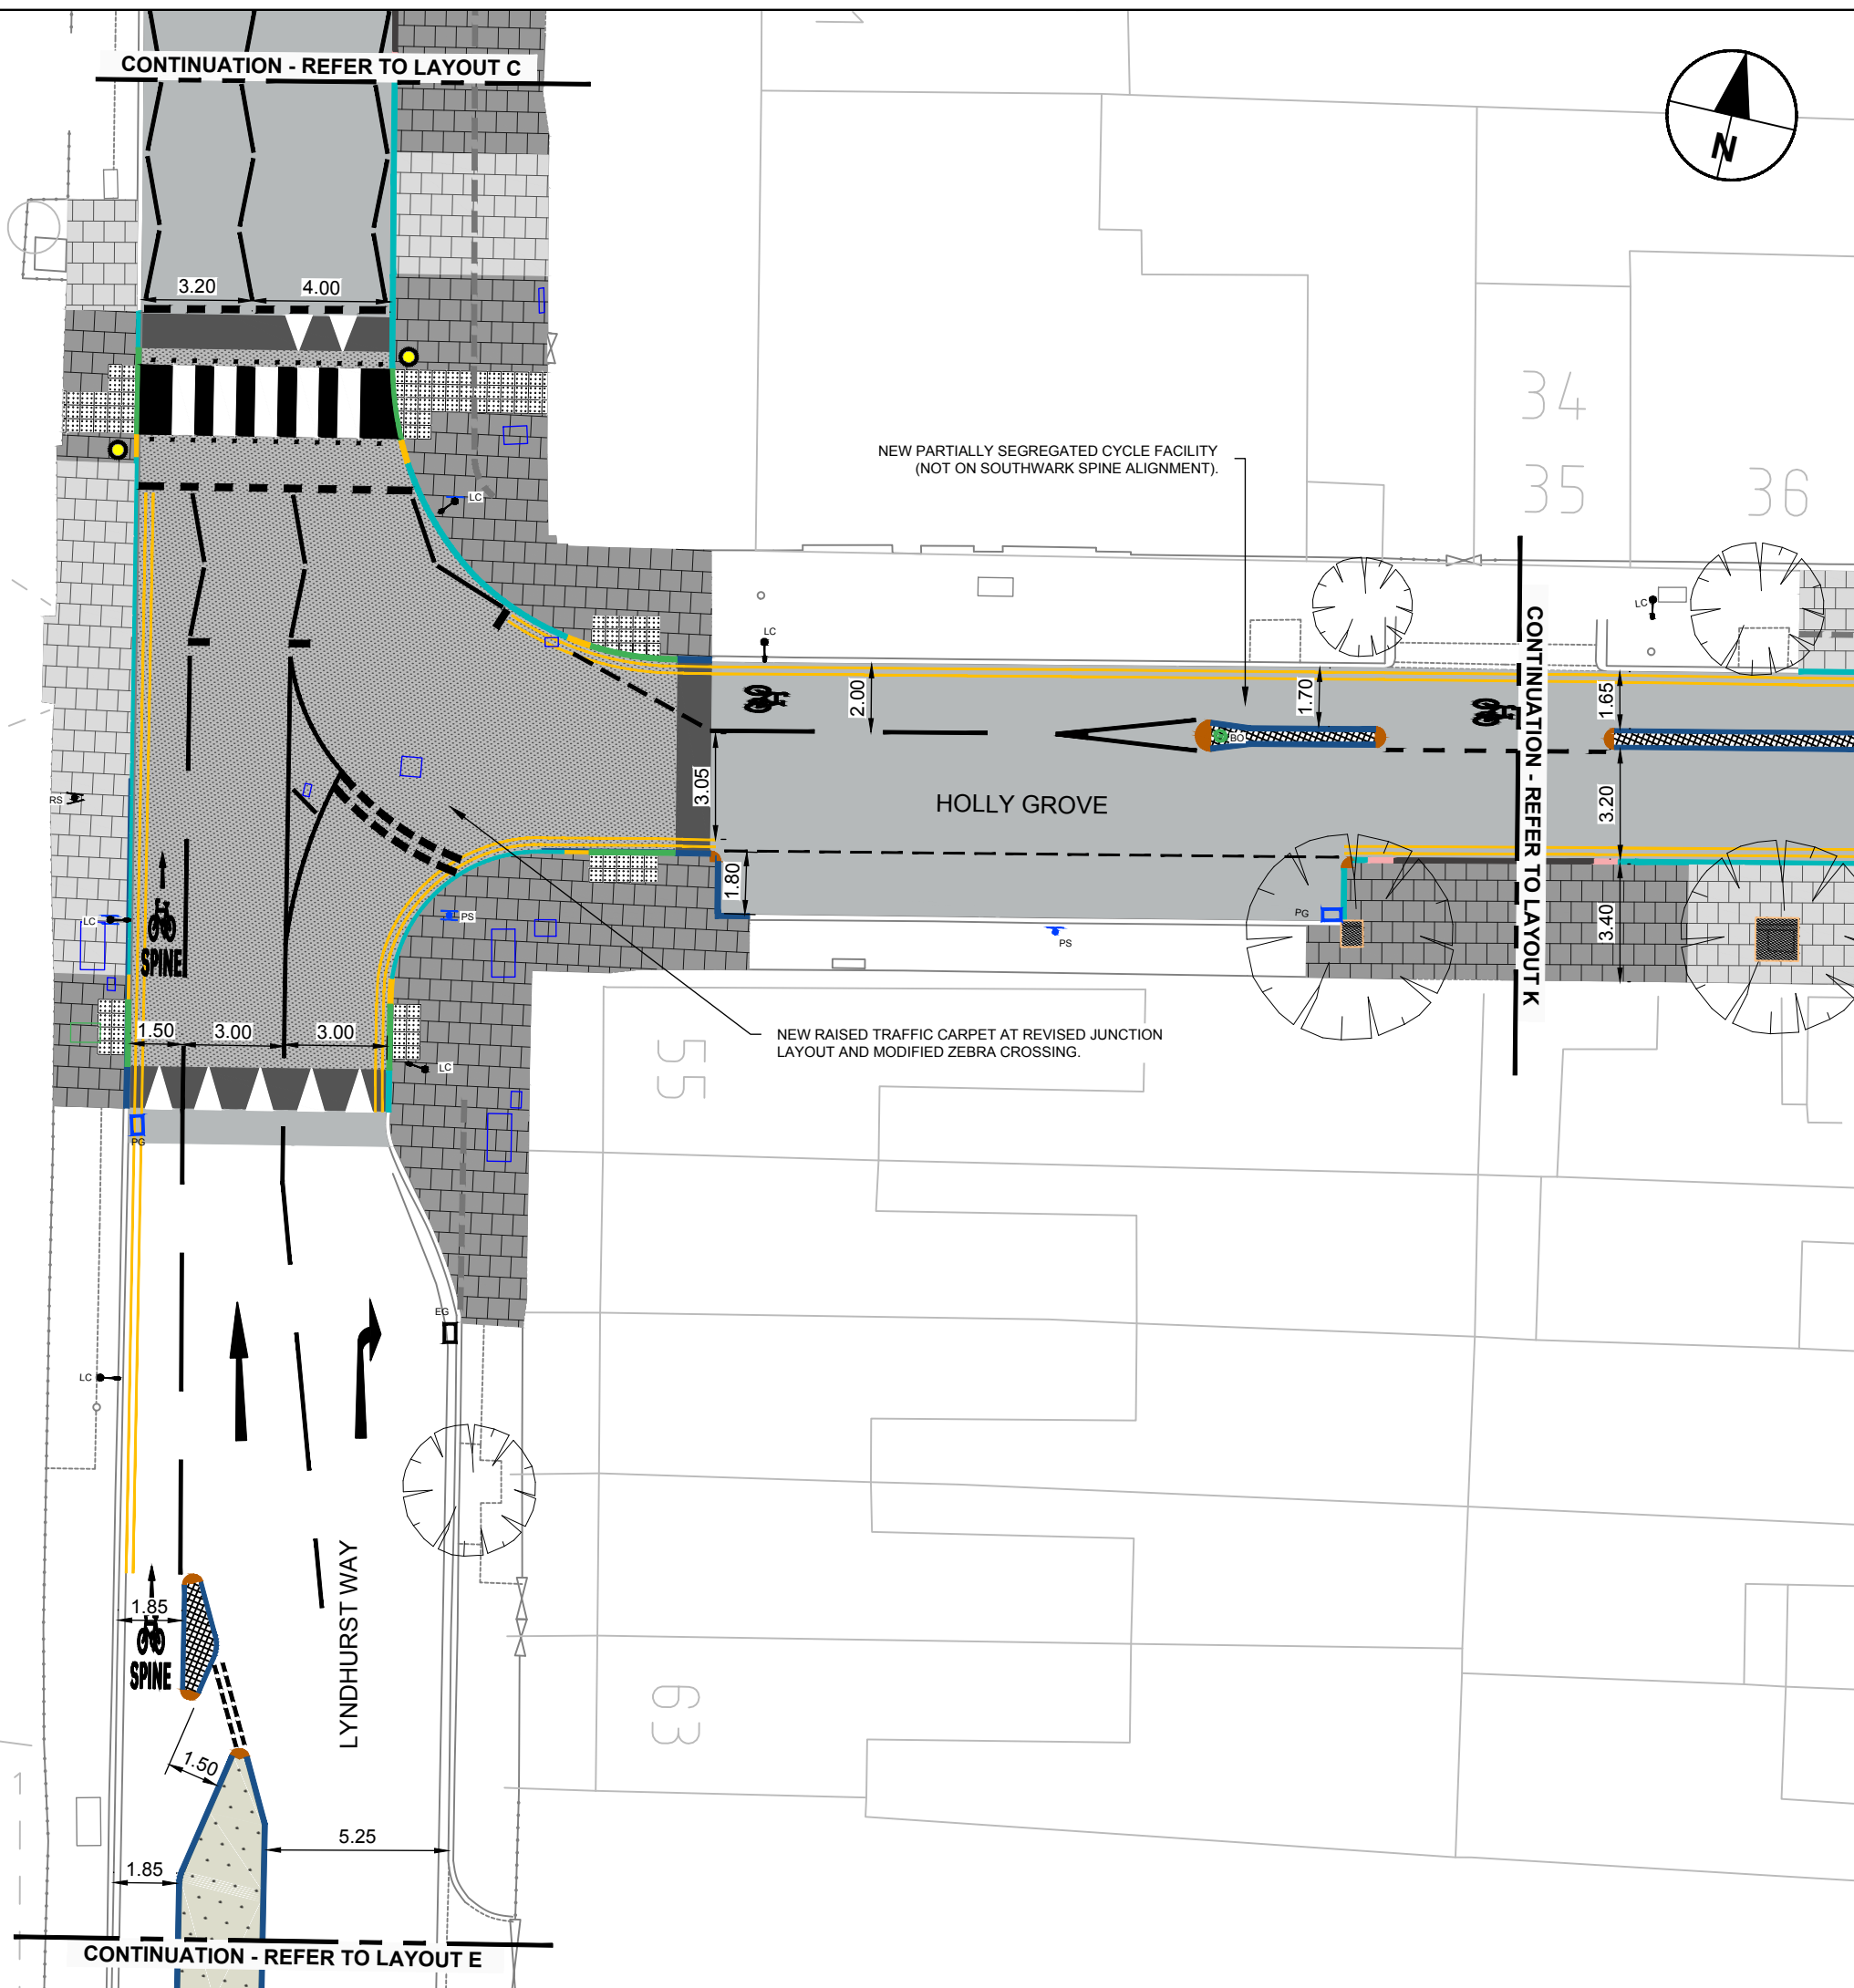 CONTINUATION - REFER TO LAYOUT C
N
3.20
4.00
34
35
36
NEW PARTIALLY SEGREGATED CYCLE FACILITY
(NOT ON SOUTHWARK SPINE ALIGNMENT).
LC
LC
LC
CONTINUATION - REFER TO LAYOUT K
2.00
1.70
1.65
BO
3.05
HOLLY GROVE
3.20
RS
1.80
PG
LC
SPINE
PS
PS
3.40
1.50
3.00
3.00
NEW RAISED TRAFFIC CARPET AT REVISED JUNCTION
LAYOUT AND MODIFIED ZEBRA CROSSING.
55
LC
PG
EG
LC
LYNDHURST WAY
1.85
SPINE
63
1.50
1
5.25
1.85
CONTINUATION - REFER TO LAYOUT E